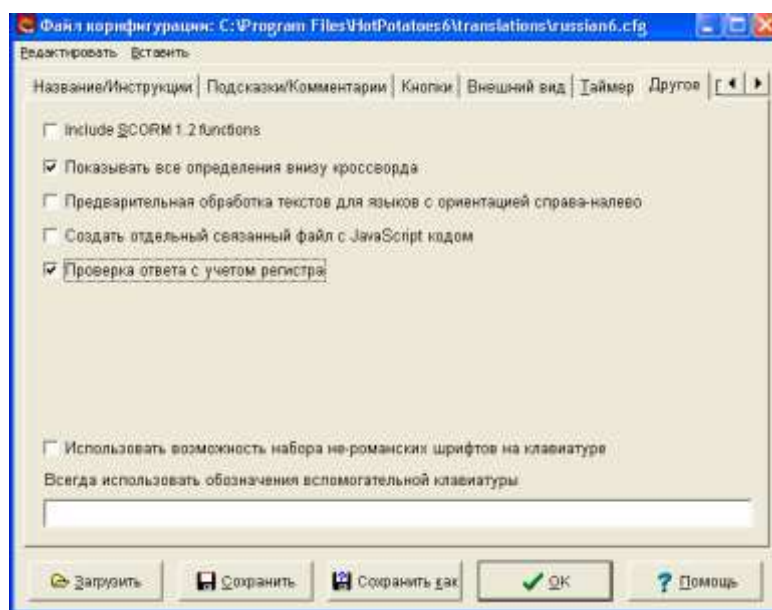 Файл корнфигурации: C:\Program Files\HotPotatoes6\translations\russian6.cfg
Редактировать Вставить
Название/Инструкции Подсказки/Комментарии Кнопки Внешний вид Таймер Другое
Include SCORM 1.2 functions
Показывать все определения внизу кроссворда
Предварительная обработка текстов для языков с ориентацией справа-налево
Создать отдельный связанный файл с JavaScript кодом
Проверка ответа с учетом регистра
Использовать возможность набора не-романских шрифтов на клавиатуре
Всегда использовать обозначения вспомогательной клавиатуры
Загрузить Сохранить Сохранить как OK Помощь